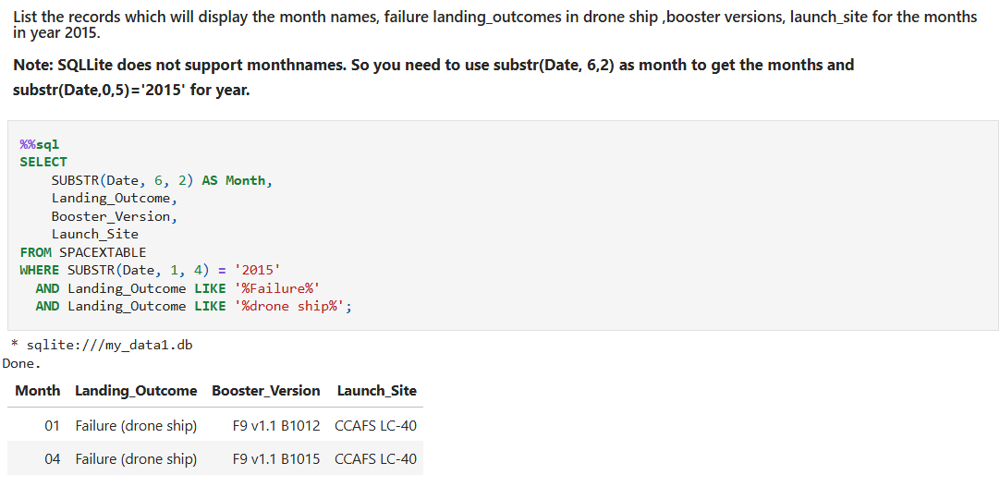 List the records which will display the month names, failure landing_outcomes in drone ship ,booster versions, launch_site for the months
in year 2015.
Note: SQLLite does not support monthnames. So you need to use substr(Date, 6,2) as month to get the months and
substr(Date,0,5)='2015' for year.
%%sql
SELECT
    SUBSTR(Date, 6, 2) AS Month,
    Landing_Outcome,
    Booster_Version,
    Launch_Site
FROM SPACEXTABLE
WHERE SUBSTR(Date, 1, 4) = '2015'
  AND Landing_Outcome LIKE '%Failure%'
  AND Landing_Outcome LIKE '%drone ship%';
* sqlite:///my_data1.db
Done.
Month Landing_Outcome Booster_Version Launch_Site
01 Failure (drone ship) F9 v1.1 B1012 CCAFS LC-40
04 Failure (drone ship) F9 v1.1 B1015 CCAFS LC-40